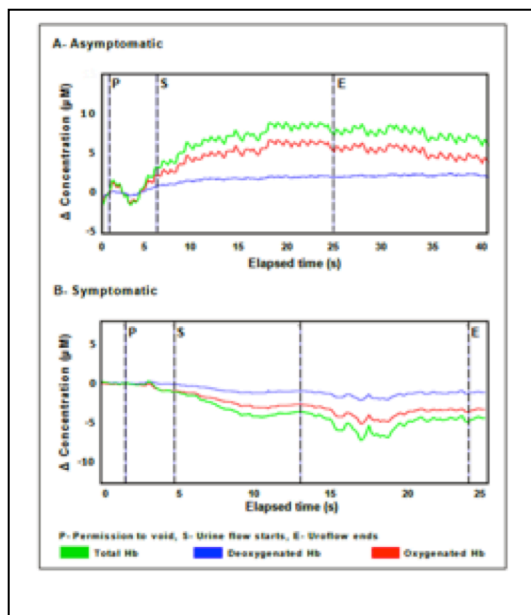 A- Asymptomatic
P S E
10
5
0
-5
Δ Concentration (μM)
0 5 10 15 20 25 30 35 40
Elapsed time (s)
B- Symptomatic
P S E
5
0
-5
-10
Δ Concentration (μM)
0 5 10 15 20 25
Elapsed time (s)
P- Permission to void, S- Urine flow starts, E- Uroflow ends
Total Hb Deoxygenated Hb Oxygenated Hb